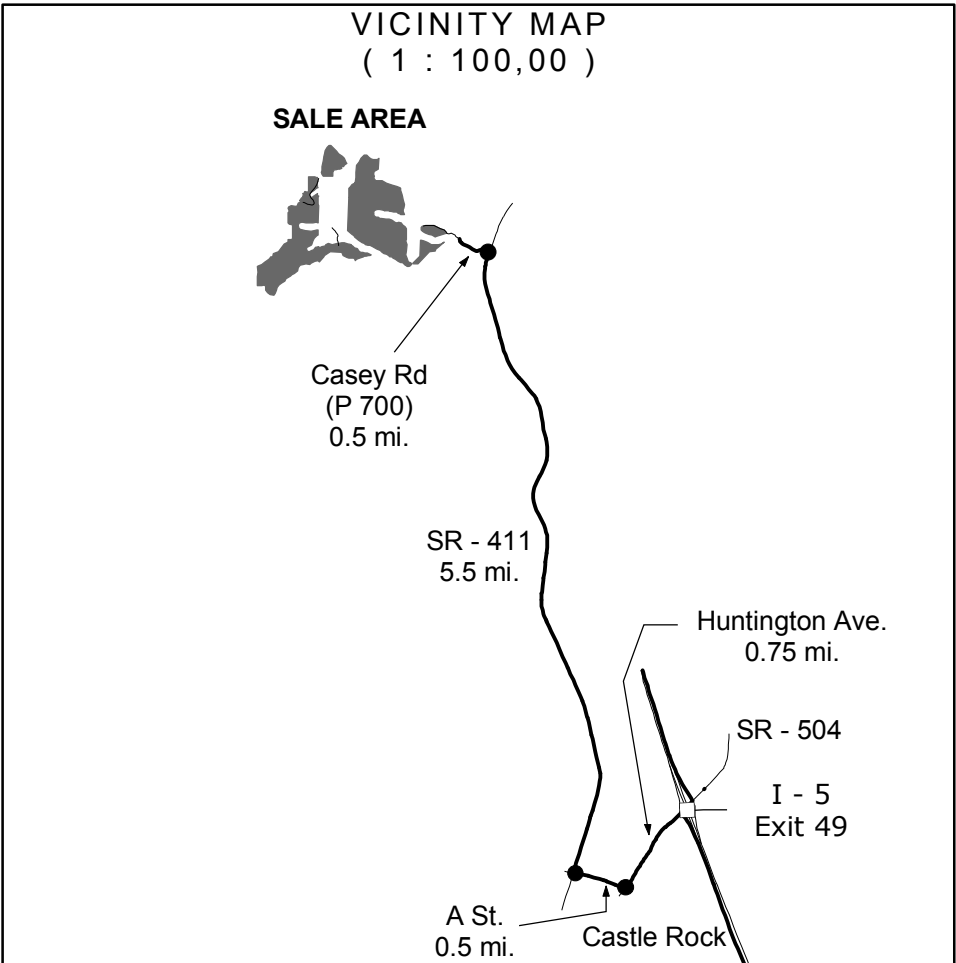 VICINITY MAP
( 1 : 100,00 )
SALE AREA
Casey Rd
(P 700)
0.5 mi.
SR - 411
5.5 mi.
Huntington Ave.
0.75 mi.
SR - 504
I - 5
Exit 49
A St.
0.5 mi.
Castle Rock